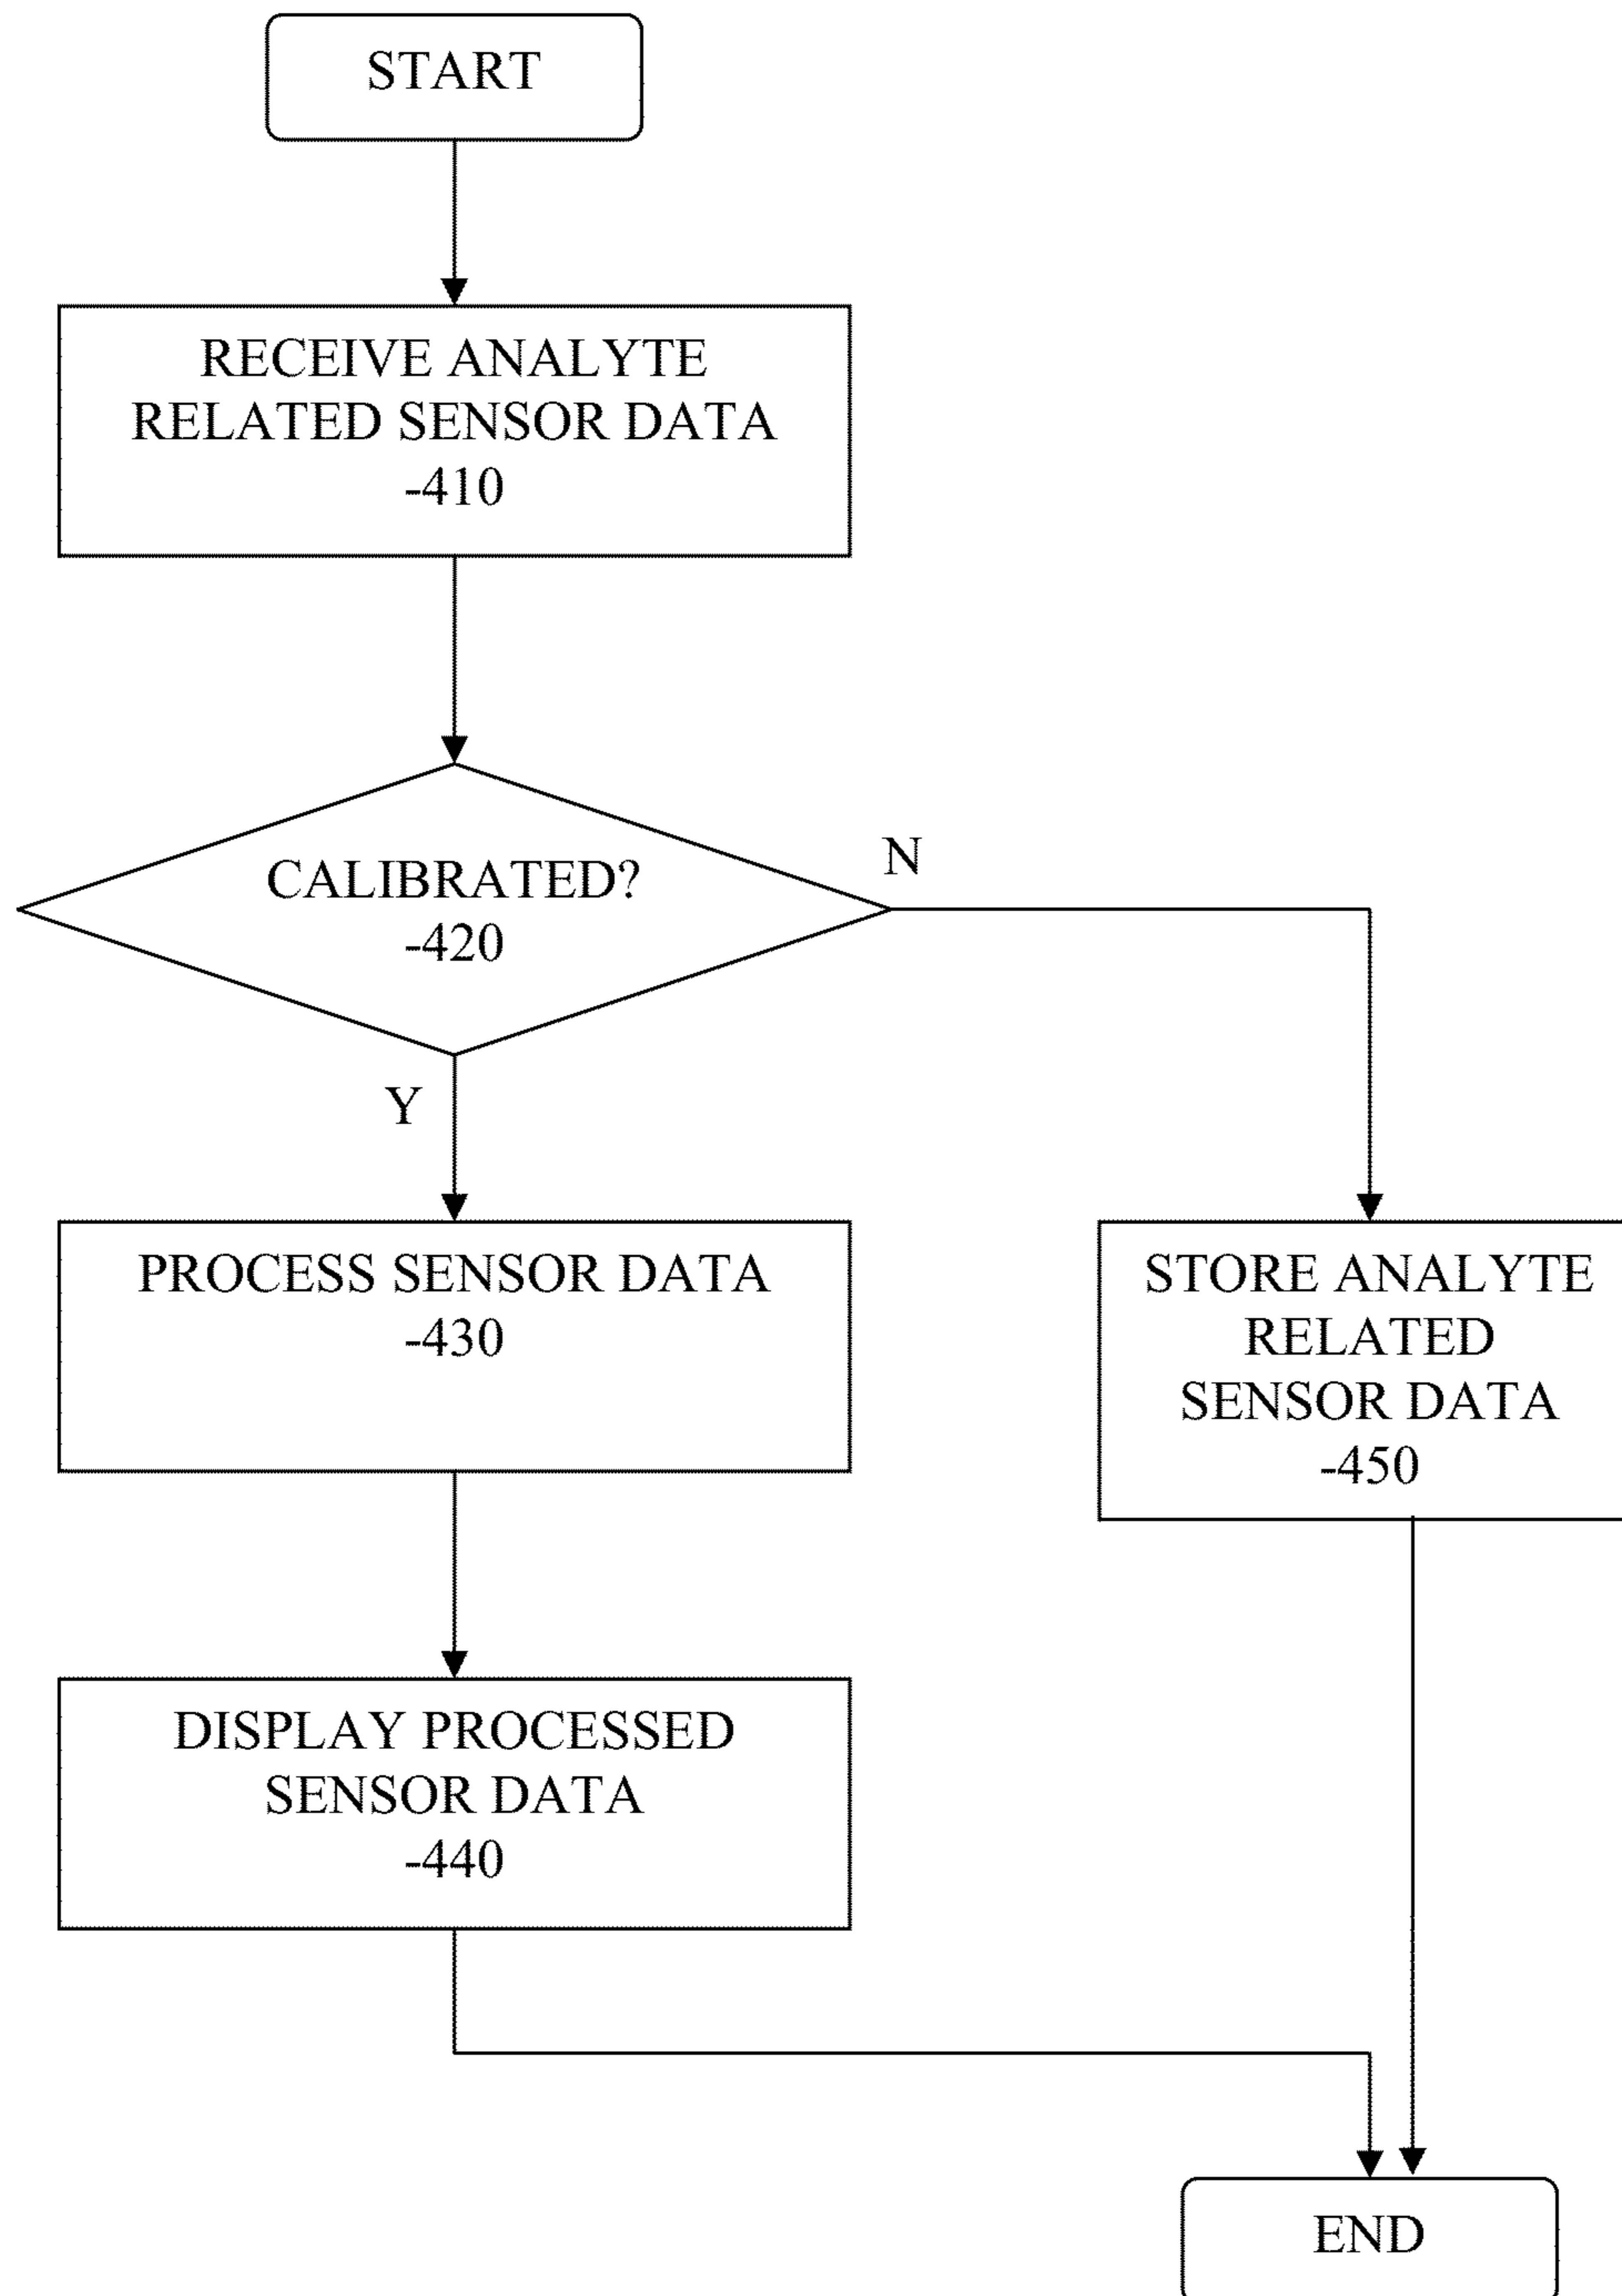 START
RECEIVE ANALYTE
RELATED SENSOR DATA
-410
CALIBRATED?
-420
N
Y
PROCESS SENSOR DATA
-430
STORE ANALYTE
RELATED
SENSOR DATA
-450
DISPLAY PROCESSED
SENSOR DATA
-440
END